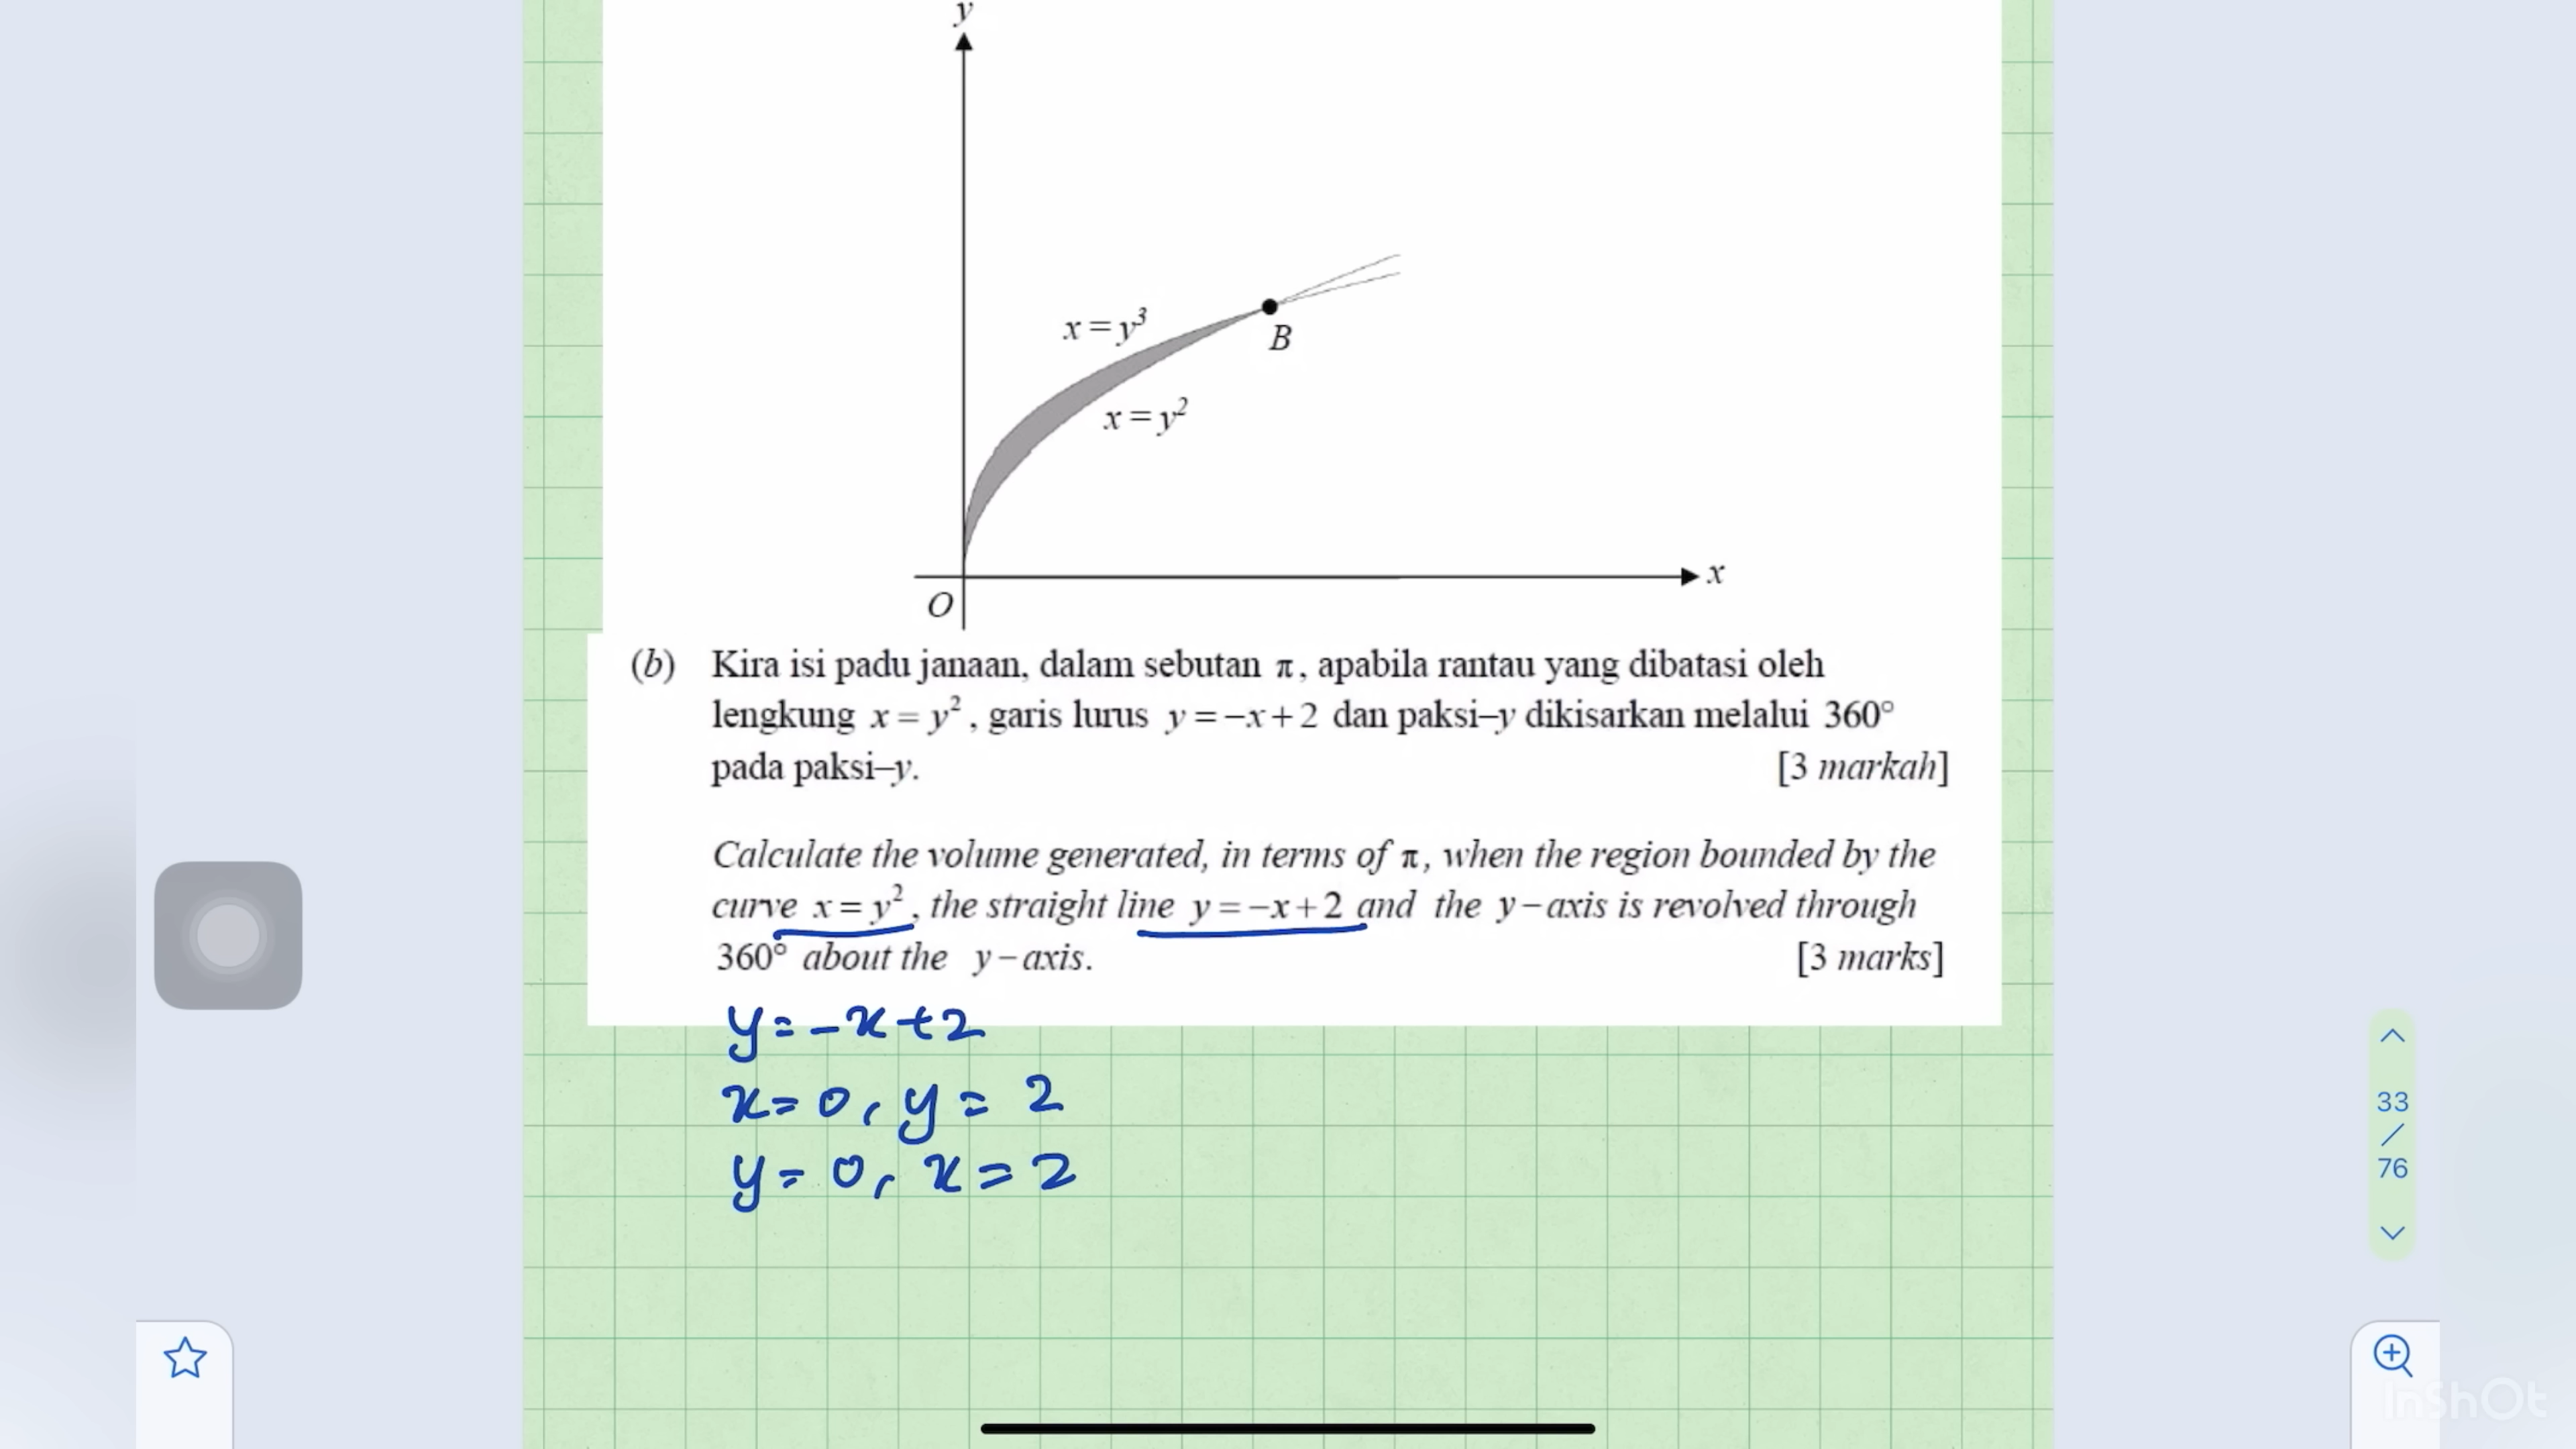 y
x = y³
B
x = y²
x
O
(b) Kira isi padu janaan, dalam sebutan π, apabila rantau yang dibatasi oleh
lengkung x = y², garis lurus y = −x + 2 dan paksi–y dikisarkan melalui 360°
pada paksi–y. [3 markah]
Calculate the volume generated, in terms of π, when the region bounded by the
curve x = y², the straight line y = −x + 2 and the y − axis is revolved through
360° about the y − axis. [3 marks]
y = -x+2
x = 0, y = 2
y = 0, x = 2
33
/
76
InShOt